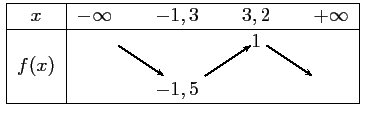 x −∞ −1,3 3,2 +∞
1
f(x)
−1,5